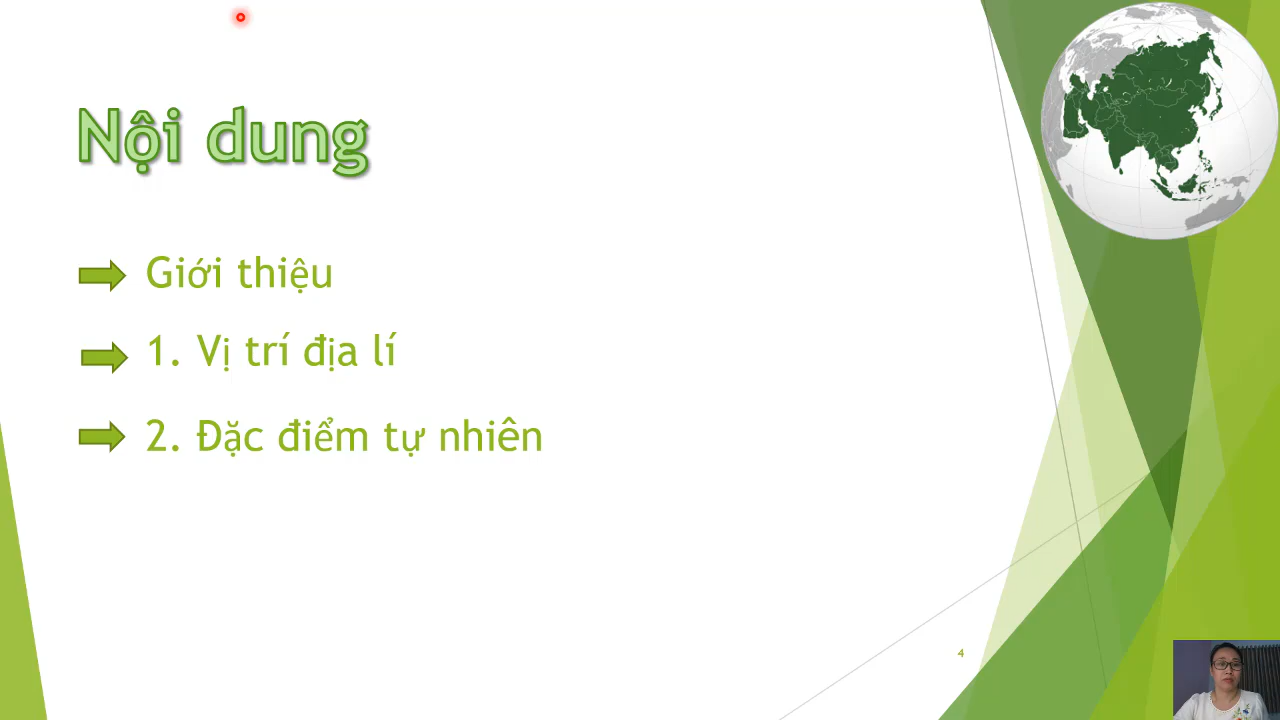 Nội dung
Giới thiệu
1. Vị trí địa lí
2. Đặc điểm tự nhiên
4